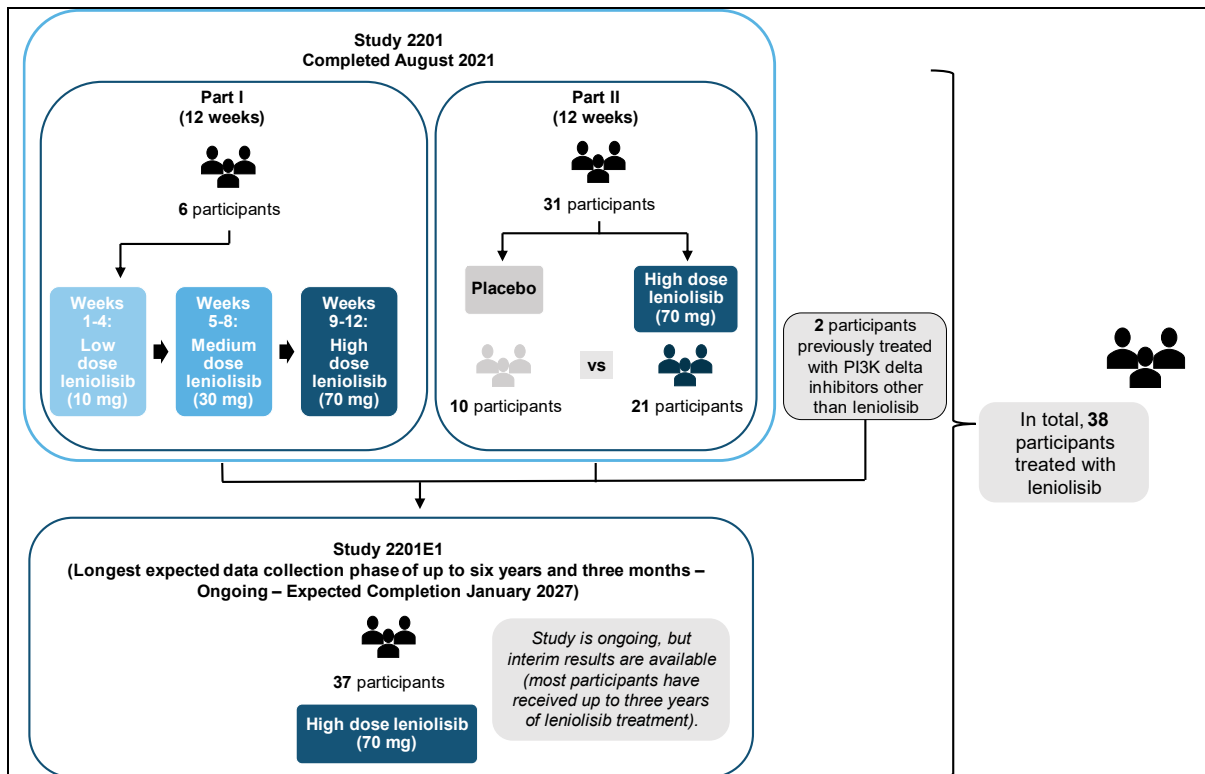 Study 2201
Completed August 2021
Part I
(12 weeks)
6 participants
Weeks
1-4:
Low
dose
leniolisib
(10 mg)
Weeks
5-8:
Medium
dose
leniolisib
(30 mg)
Weeks
9-12:
High
dose
leniolisib
(70 mg)
Part II
(12 weeks)
31 participants
Placebo
High dose
leniolisib
(70 mg)
vs
10 participants
21 participants
2 participants
previously treated
with PI3K delta
inhibitors other
than leniolisib
In total, 38
participants
treated with
leniolisib
Study 2201E1
(Longest expected data collection phase of up to six years and three months –
Ongoing – Expected Completion January 2027)
37 participants
High dose leniolisib
(70 mg)
Study is ongoing, but
interim results are available
(most participants have
received up to three years
of leniolisib treatment).